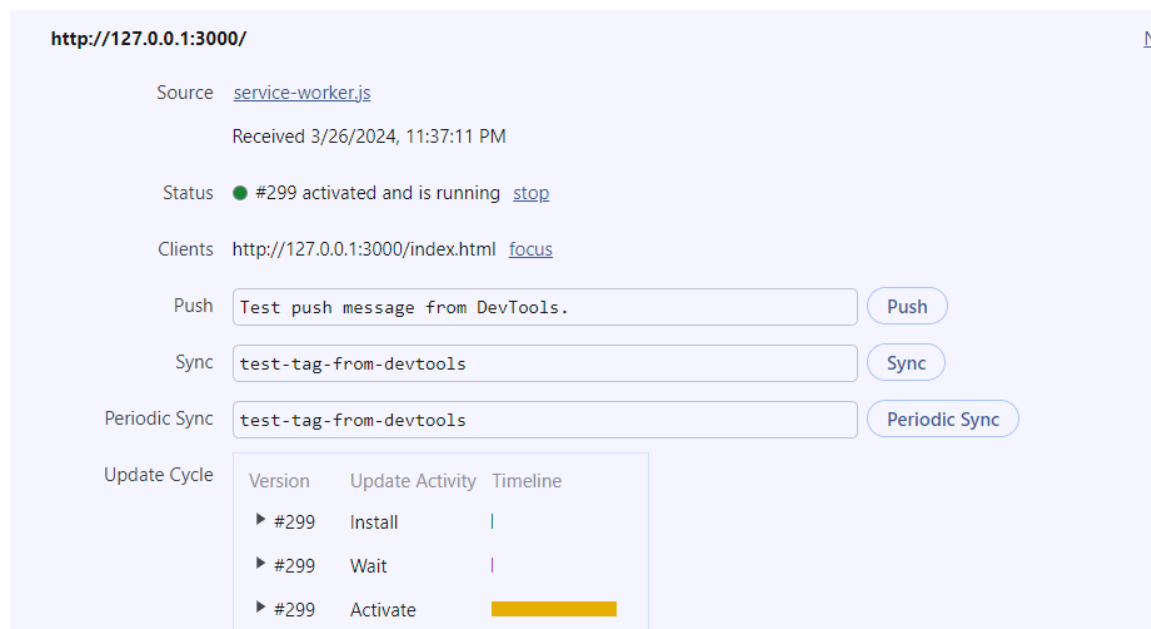 http://127.0.0.1:3000/
Source service-worker.js
Received 3/26/2024, 11:37:11 PM
Status #299 activated and is running stop
Clients http://127.0.0.1:3000/index.html focus
Push Test push message from DevTools. Push
Sync test-tag-from-devtools Sync
Periodic Sync test-tag-from-devtools Periodic Sync
Update Cycle Version Update Activity Timeline
#299 Install
#299 Wait
#299 Activate